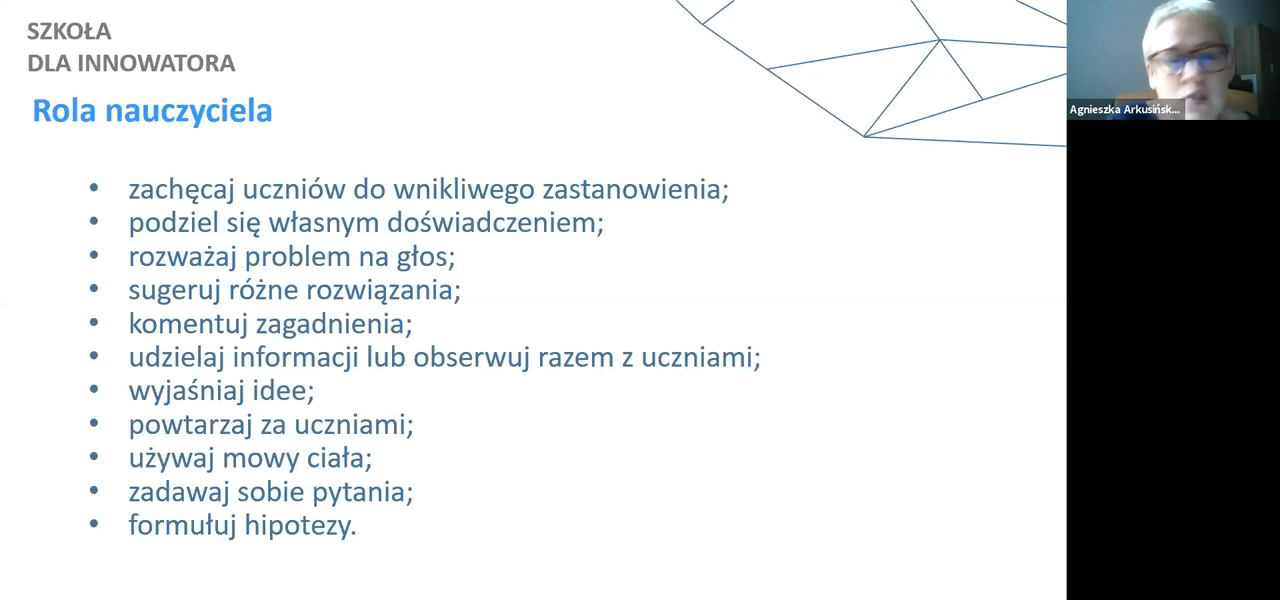 SZKOŁA
DLA INNOWATORA
Rola nauczyciela
• zachęcaj uczniów do wnikliwego zastanowienia;
• podziel się własnym doświadczeniem;
• rozważaj problem na głos;
• sugeruj różne rozwiązania;
• komentuj zagadnienia;
• udzielaj informacji lub obserwuj razem z uczniami;
• wyjaśniaj idee;
• powtarzaj za uczniami;
• używaj mowy ciała;
• zadawaj sobie pytania;
• formułuj hipotezy.
Agnieszka Arkusińsk...